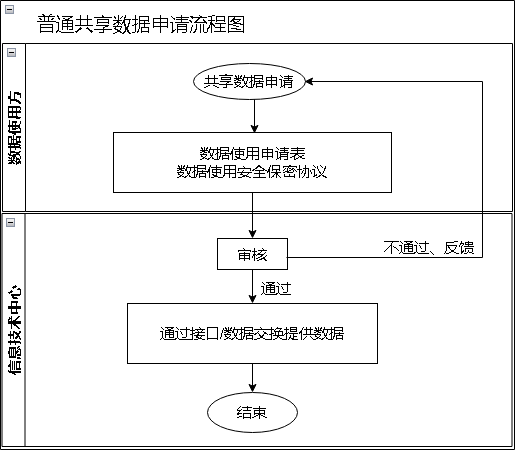 普通共享数据申请流程图
数据使用方
共享数据申请
数据使用申请表
数据使用安全保密协议
信息技术中心
审核
不通过、反馈
通过
通过接口/数据交换提供数据
结束